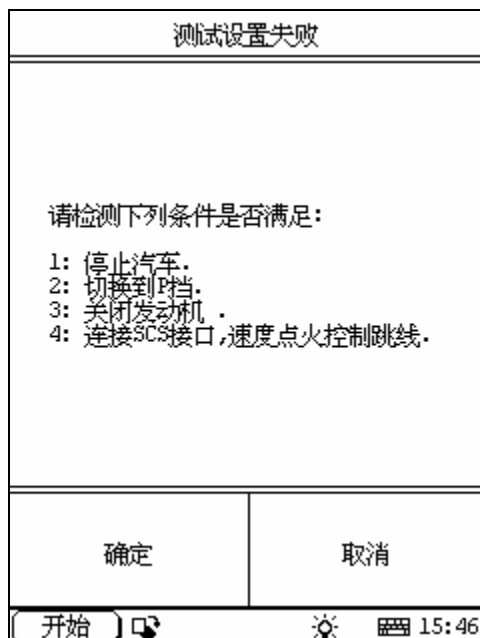 测试设置失败
请检测下列条件是否满足:
1: 停止汽车.
2: 切换到P挡.
3: 关闭发动机 .
4: 连接SCS接口,速度点火控制跳线.
确定
取消
开始
15:46